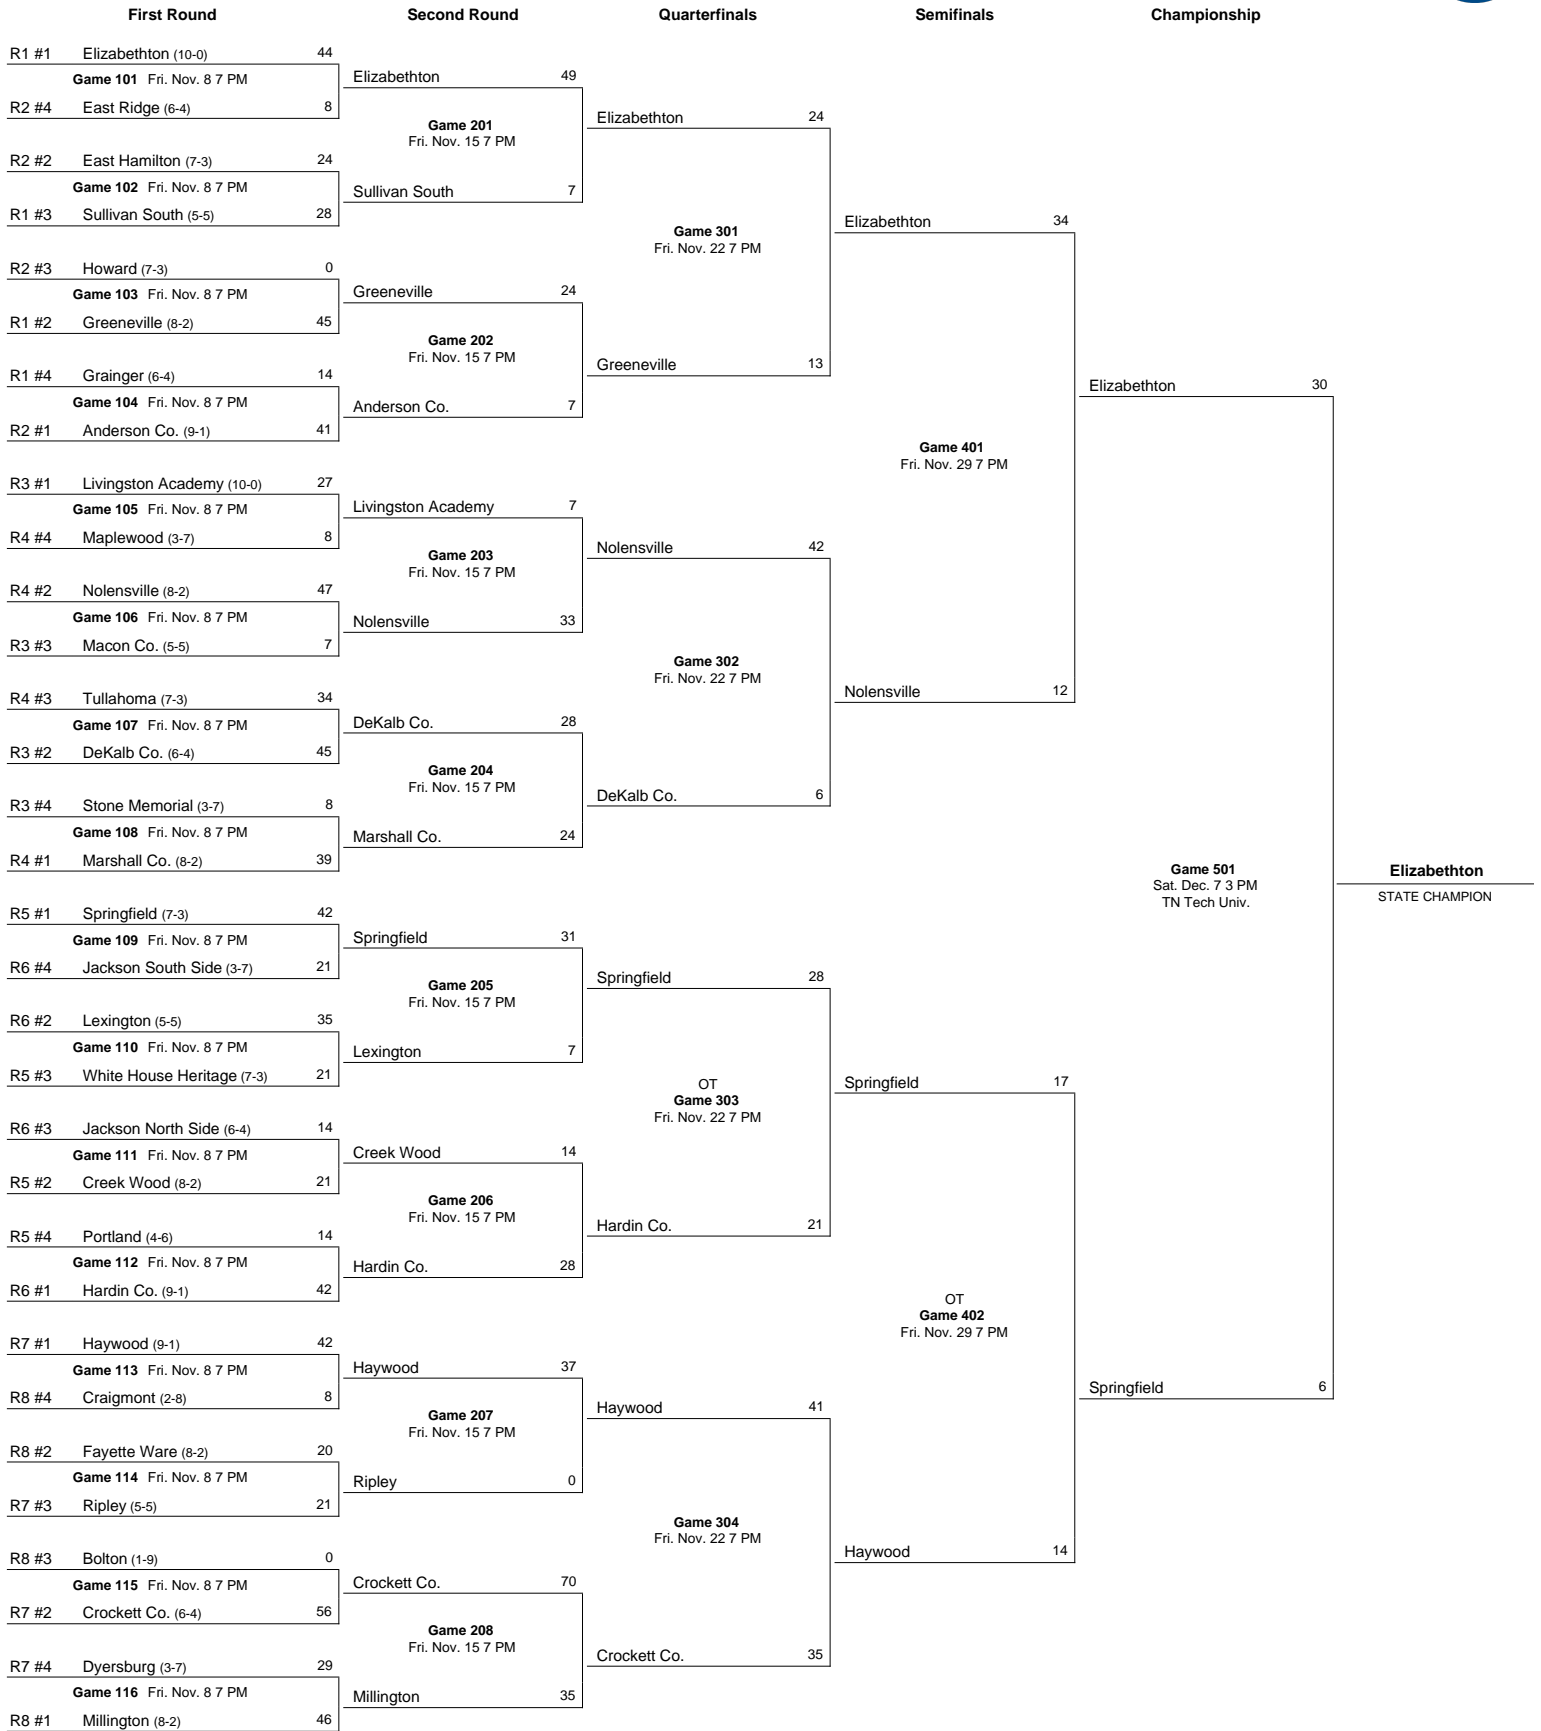 First Round
Second Round
Quarterfinals
Semifinals
Championship
R1 #1 Elizabethton (10-0) 44
Game 101 Fri. Nov. 8 7 PM
R2 #4 East Ridge (6-4) 8
R2 #2 East Hamilton (7-3) 24
Game 102 Fri. Nov. 8 7 PM
R1 #3 Sullivan South (5-5) 28
R2 #3 Howard (7-3) 0
Game 103 Fri. Nov. 8 7 PM
R1 #2 Greeneville (8-2) 45
R1 #4 Grainger (6-4) 14
Game 104 Fri. Nov. 8 7 PM
R2 #1 Anderson Co. (9-1) 41
R3 #1 Livingston Academy (10-0) 27
Game 105 Fri. Nov. 8 7 PM
R4 #4 Maplewood (3-7) 8
R4 #2 Nolensville (8-2) 47
Game 106 Fri. Nov. 8 7 PM
R3 #3 Macon Co. (5-5) 7
R4 #3 Tullahoma (7-3) 34
Game 107 Fri. Nov. 8 7 PM
R3 #2 DeKalb Co. (6-4) 45
R3 #4 Stone Memorial (3-7) 8
Game 108 Fri. Nov. 8 7 PM
R4 #1 Marshall Co. (8-2) 39
R5 #1 Springfield (7-3) 42
Game 109 Fri. Nov. 8 7 PM
R6 #4 Jackson South Side (3-7) 21
R6 #2 Lexington (5-5) 35
Game 110 Fri. Nov. 8 7 PM
R5 #3 White House Heritage (7-3) 21
R6 #3 Jackson North Side (6-4) 14
Game 111 Fri. Nov. 8 7 PM
R5 #2 Creek Wood (8-2) 21
R5 #4 Portland (4-6) 14
Game 112 Fri. Nov. 8 7 PM
R6 #1 Hardin Co. (9-1) 42
R7 #1 Haywood (9-1) 42
Game 113 Fri. Nov. 8 7 PM
R8 #4 Craigmont (2-8) 8
R8 #2 Fayette Ware (8-2) 20
Game 114 Fri. Nov. 8 7 PM
R7 #3 Ripley (5-5) 21
R8 #3 Bolton (1-9) 0
Game 115 Fri. Nov. 8 7 PM
R7 #2 Crockett Co. (6-4) 56
R7 #4 Dyersburg (3-7) 29
Game 116 Fri. Nov. 8 7 PM
R8 #1 Millington (8-2) 46
Elizabethton 49
Game 201
Fri. Nov. 15 7 PM
Sullivan South 7
Greeneville 24
Game 202
Fri. Nov. 15 7 PM
Anderson Co. 7
Livingston Academy 7
Game 203
Fri. Nov. 15 7 PM
Nolensville 33
DeKalb Co. 28
Game 204
Fri. Nov. 15 7 PM
Marshall Co. 24
Springfield 31
Game 205
Fri. Nov. 15 7 PM
Lexington 7
Creek Wood 14
Game 206
Fri. Nov. 15 7 PM
Hardin Co. 28
Haywood 37
Game 207
Fri. Nov. 15 7 PM
Ripley 0
Crockett Co. 70
Game 208
Fri. Nov. 15 7 PM
Millington 35
Elizabethton 24
Game 301
Fri. Nov. 22 7 PM
Greeneville 13
Nolensville 42
Game 302
Fri. Nov. 22 7 PM
DeKalb Co. 6
Springfield 28
OT
Game 303
Fri. Nov. 22 7 PM
Hardin Co. 21
Haywood 41
Game 304
Fri. Nov. 22 7 PM
Crockett Co. 35
Elizabethton 34
Game 401
Fri. Nov. 29 7 PM
Nolensville 12
Springfield 17
OT
Game 402
Fri. Nov. 29 7 PM
Haywood 14
Elizabethton 30
Game 501
Sat. Dec. 7 3 PM
TN Tech Univ.
Springfield 6
Elizabethton
STATE CHAMPION